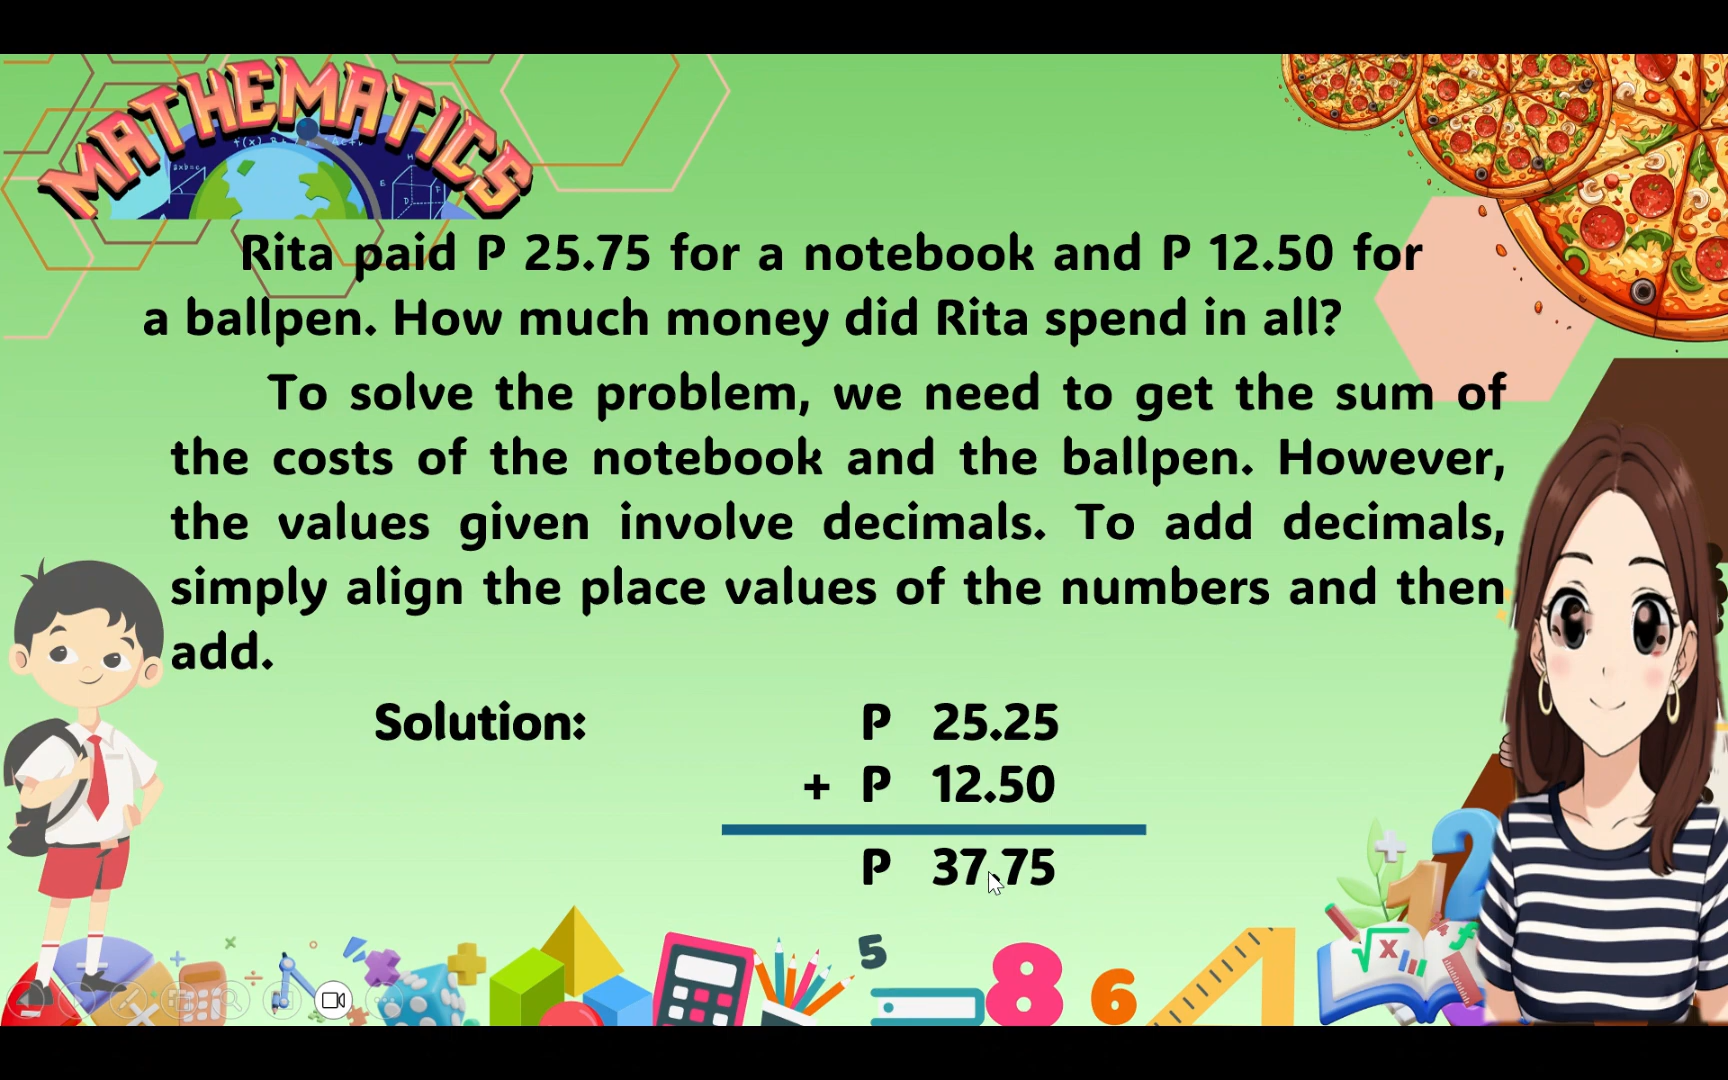 MATHEMATICS
Rita paid P 25.75 for a notebook and P 12.50 for
a ballpen. How much money did Rita spend in all?
To solve the problem, we need to get the sum of
the costs of the notebook and the ballpen. However,
the values given involve decimals. To add decimals,
simply align the place values of the numbers and then
add.
Solution: P 25.25
+ P 12.50
P 37.75
5
8
6
1
2